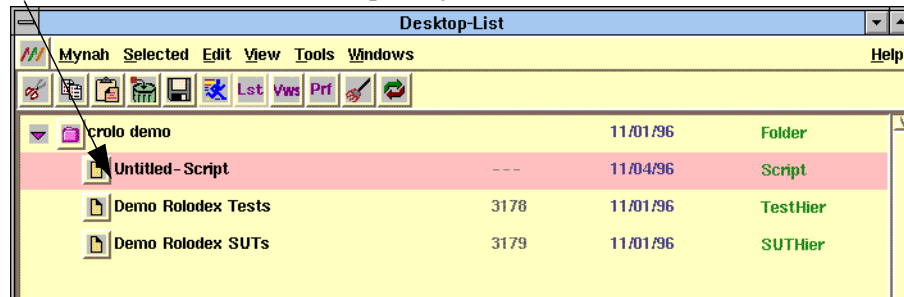 Desktop-List
Mynah Selected Edit View Tools Windows Help
Lst Vws Prf
crolo demo 11/01/96 Folder
Untitled-Script --- 11/04/96 Script
Demo Rolodex Tests 3178 11/01/96 TestHier
Demo Rolodex SUTs 3179 11/01/96 SUTHier